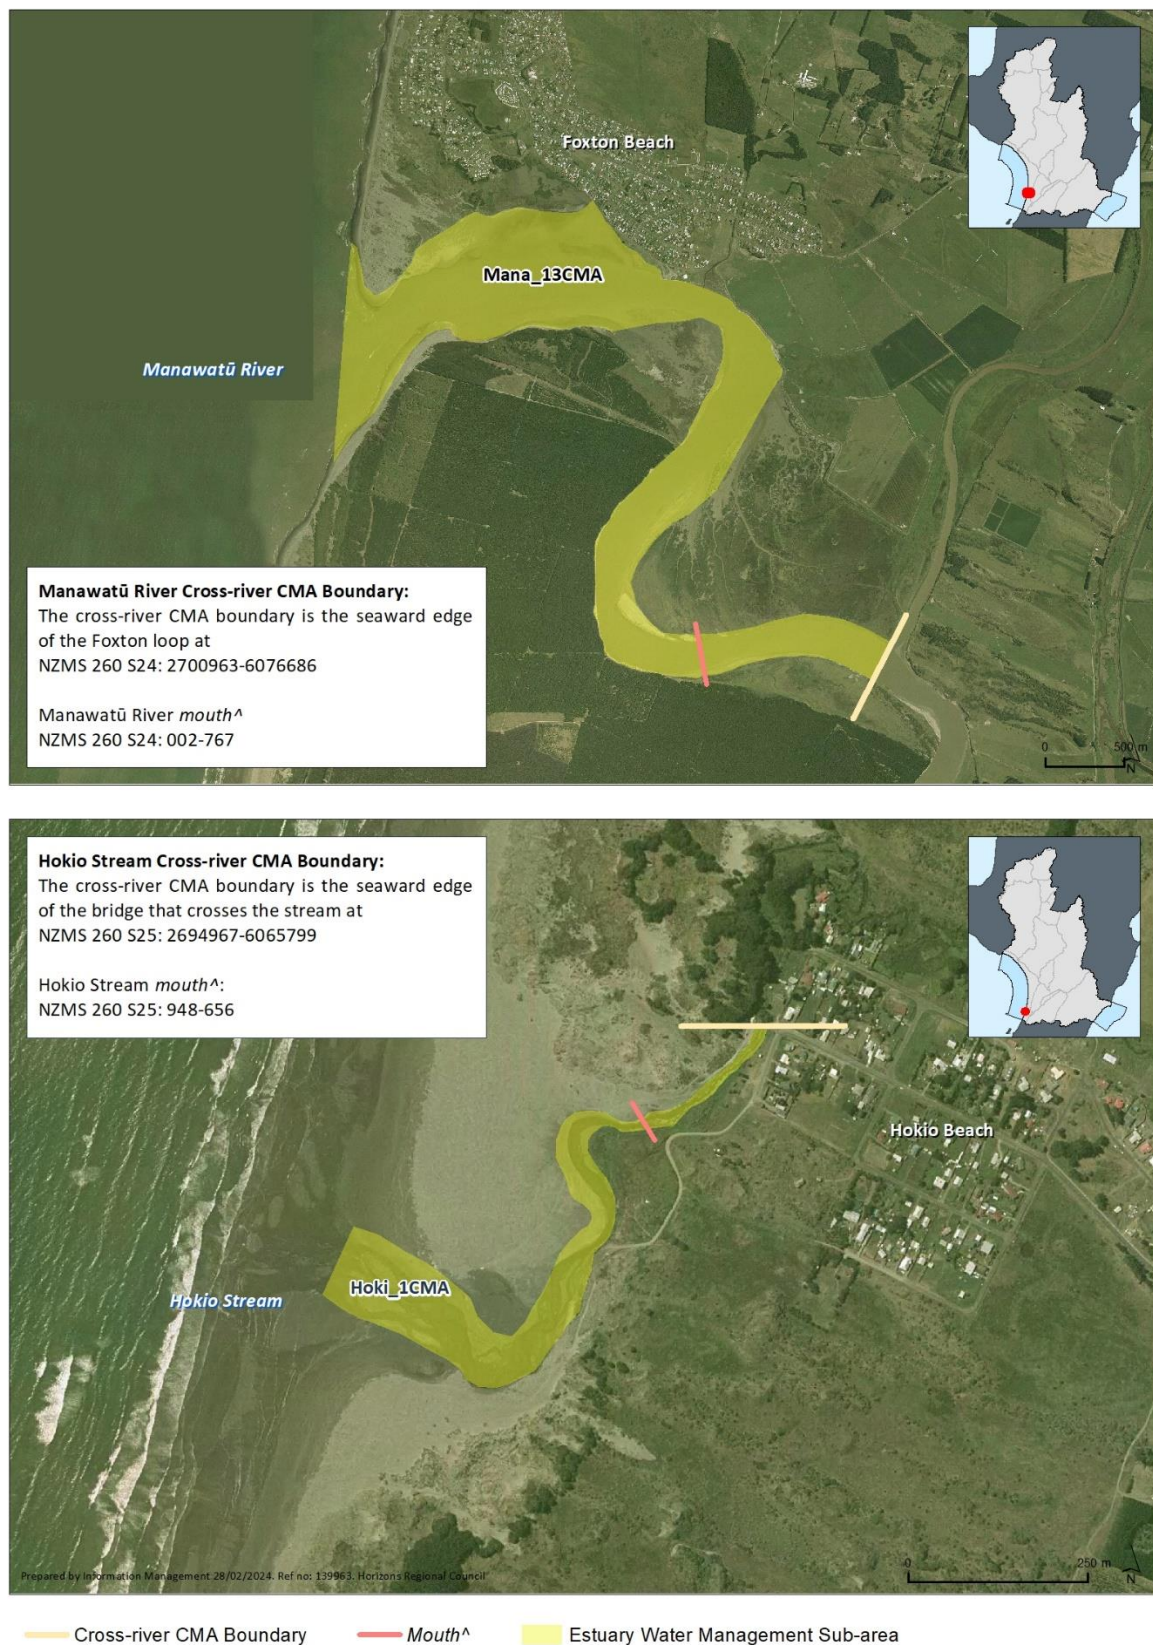 Foxton Beach
Mana_13CMA
Manawatū River
Manawatū River Cross-river CMA Boundary:
The cross-river CMA boundary is the seaward edge
of the Foxton loop at
NZMS 260 S24: 2700963-6076686
Manawatū River mouth^
NZMS 260 S24: 002-767
0 500 m
N
Hokio Stream Cross-river CMA Boundary:
The cross-river CMA boundary is the seaward edge
of the bridge that crosses the stream at
NZMS 260 S25: 2694967-6065799
Hokio Stream mouth^:
NZMS 260 S25: 948-656
Hokio Beach
Hoki_1CMA
Hokio Stream
0 250 m
N
Prepared by Information Management 28/02/2024. Ref no: 139963. Horizons Regional Council
Cross-river CMA Boundary Mouth^ Estuary Water Management Sub-area